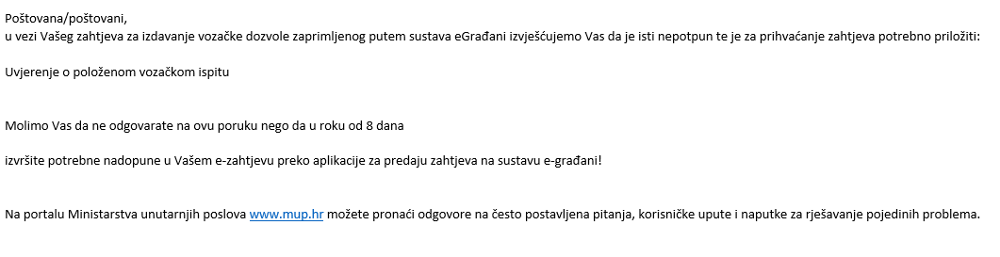 Poštovana/poštovani,
u vezi Vašeg zahtjeva za izdavanje vozačke dozvole zaprimljenog putem sustava eGrađani izvješćujemo Vas da je isti nepotpun te je za prihvaćanje zahtjeva potrebno priložiti:
Uvjerenje o položenom vozačkom ispitu
Molimo Vas da ne odgovarate na ovu poruku nego da u roku od 8 dana
izvršite potrebne nadopune u Vašem e-zahtjevu preko aplikacije za predaju zahtjeva na sustavu e-građani!
Na portalu Ministarstva unutarnjih poslova www.mup.hr možete pronaći odgovore na često postavljena pitanja, korisničke upute i naputke za rješavanje pojedinih problema.